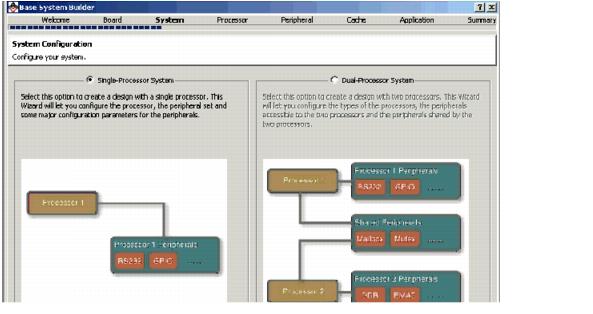 Base System Builder
Welcome Board System Processor Peripheral Cache Application Summary
System Configuration
Configure your system.
Single-Processor System
Select this option to create a design with a single processor. This
Wizard will let you configure the processor, the peripheral set and
some major configuration parameters for the peripherals.
Processor 1
Processor 1 Peripherals
RS232 GPIO ......
Dual-Processor System
Select this option to create a design with two processors. This Wizard
will let you configure the types of the processors, the peripherals
accessible to the two processors and the peripherals shared by the
two processors.
Processor 1
Processor 1 Peripherals
RS232 GPIO ......
Shared Peripherals
Mailbox Mutex ......
Processor 2
Processor 2 Peripherals
DDR EMAC ......